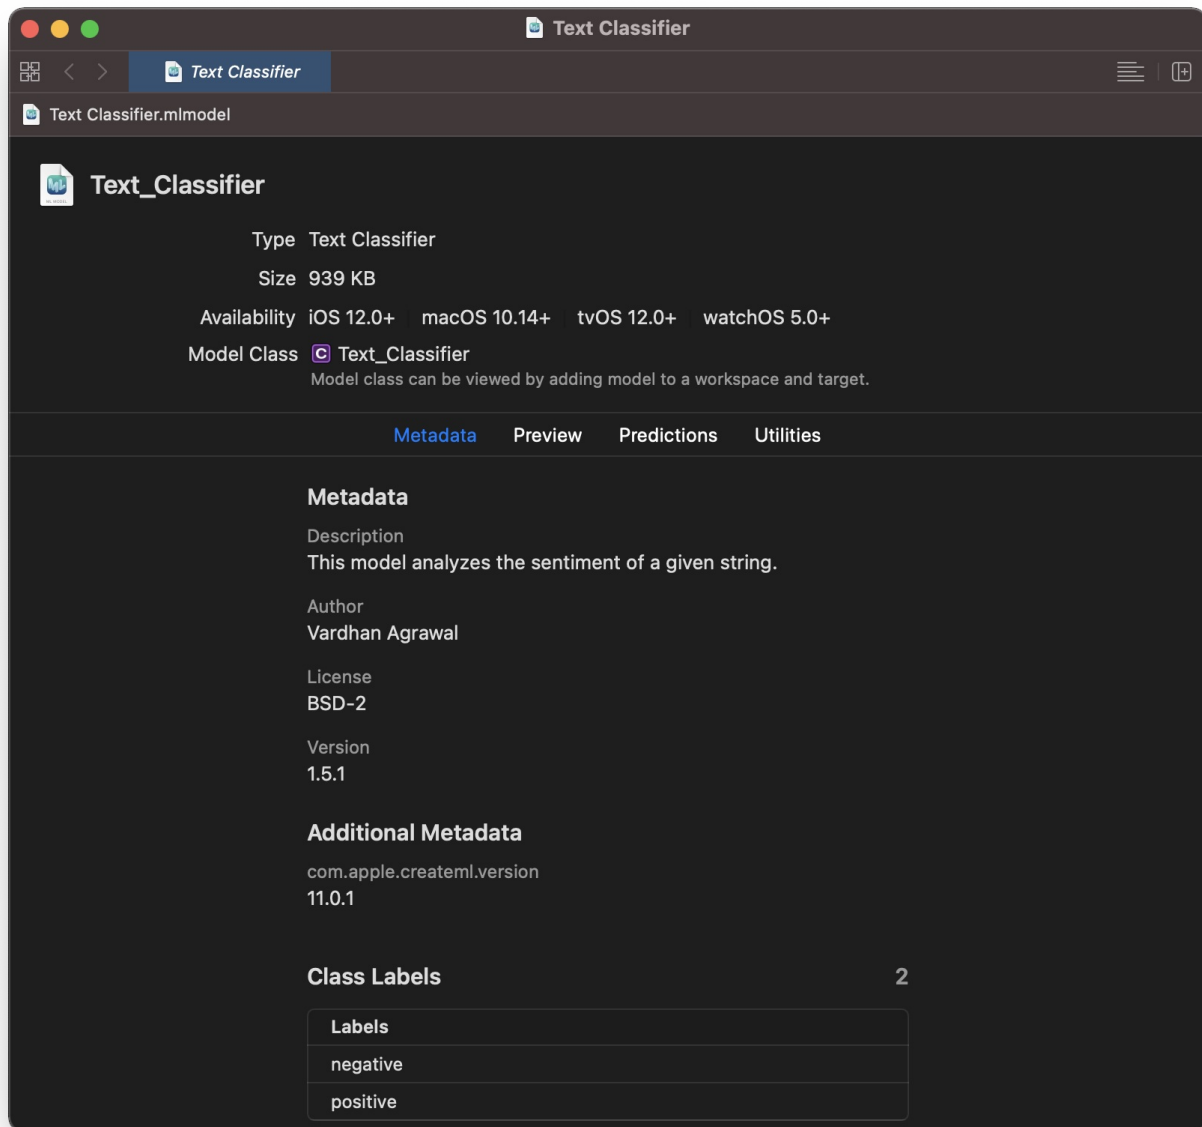 Text Classifier
Text Classifier
Text Classifier.mlmodel
Text_Classifier
Type Text Classifier
Size 939 KB
Availability iOS 12.0+ macOS 10.14+ tvOS 12.0+ watchOS 5.0+
Model Class C Text_Classifier
Model class can be viewed by adding model to a workspace and target.
Metadata Preview Predictions Utilities
Metadata
Description
This model analyzes the sentiment of a given string.
Author
Vardhan Agrawal
License
BSD-2
Version
1.5.1
Additional Metadata
com.apple.createml.version
11.0.1
Class Labels 2
Labels
negative
positive